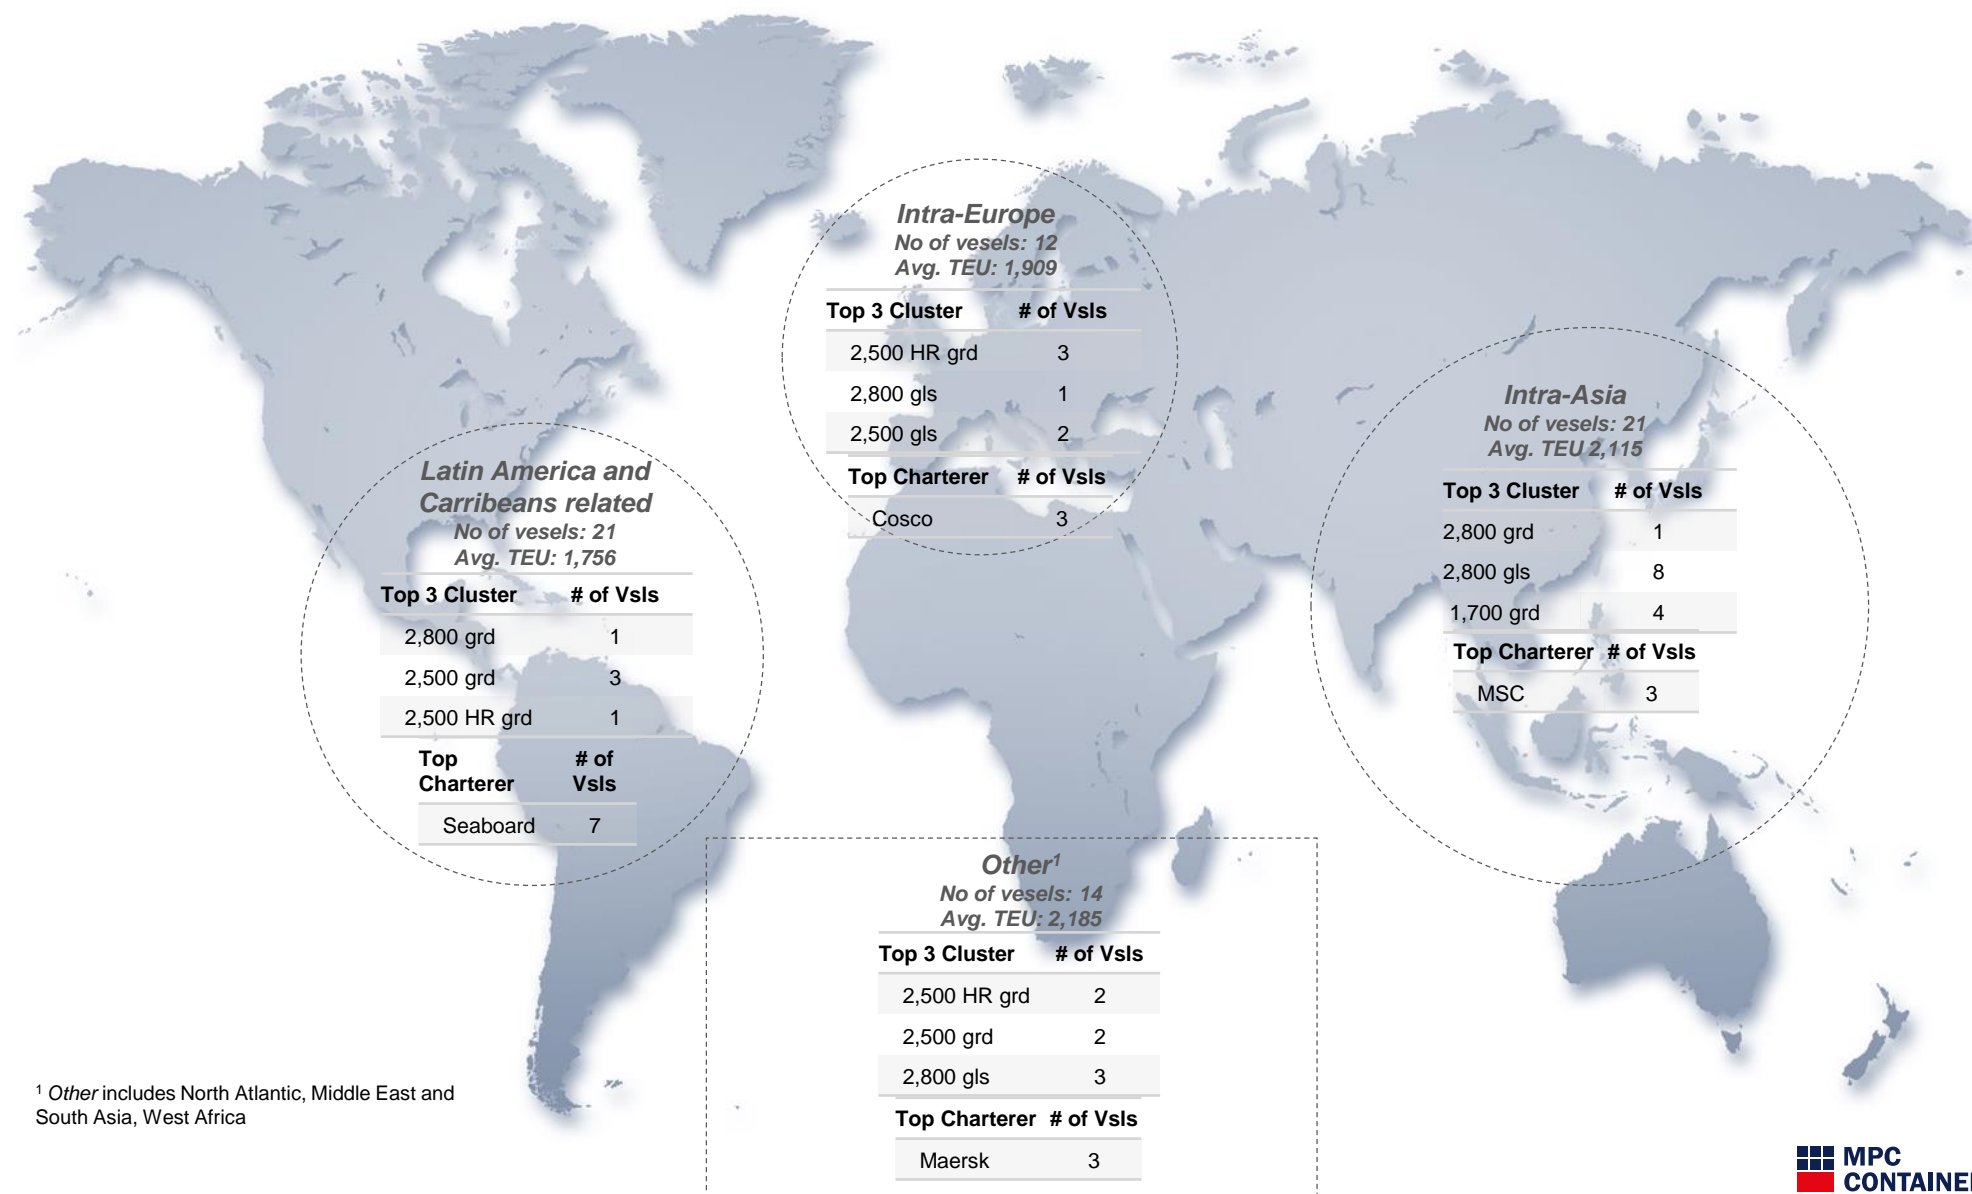 Intra-Europe
No of vesels: 12
Avg. TEU: 1,909
Top 3 Cluster # of Vsls
2,500 HR grd 3
2,800 gls 1
2,500 gls 2
Top Charterer # of Vsls
Cosco 3
Intra-Asia
No of vesels: 21
Avg. TEU 2,115
Top 3 Cluster # of Vsls
2,800 grd 1
2,800 gls 8
1,700 grd 4
Top Charterer # of Vsls
MSC 3
Latin America and
Carribeans related
No of vesels: 21
Avg. TEU: 1,756
Top 3 Cluster # of Vsls
2,800 grd 1
2,500 grd 3
2,500 HR grd 1
Top # of
Charterer Vsls
Seaboard 7
Other¹
No of vesels: 14
Avg. TEU: 2,185
Top 3 Cluster # of Vsls
2,500 HR grd 2
2,500 grd 2
2,800 gls 3
Top Charterer # of Vsls
Maersk 3
¹ Other includes North Atlantic, Middle East and
South Asia, West Africa
MPC
CONTAINE